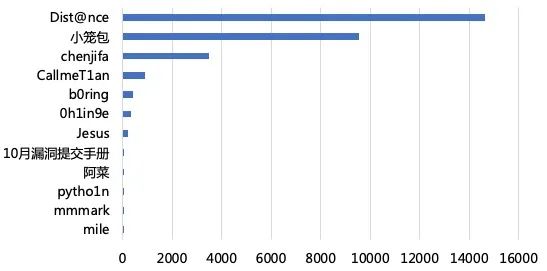 Dist@nce
小笼包
chenjifa
CallmeT1an
b0ring
0h1in9e
Jesus
10月漏洞提交手册
阿菜
pytho1n
mmmark
mile
0 2000 4000 6000 8000 10000 12000 14000 16000